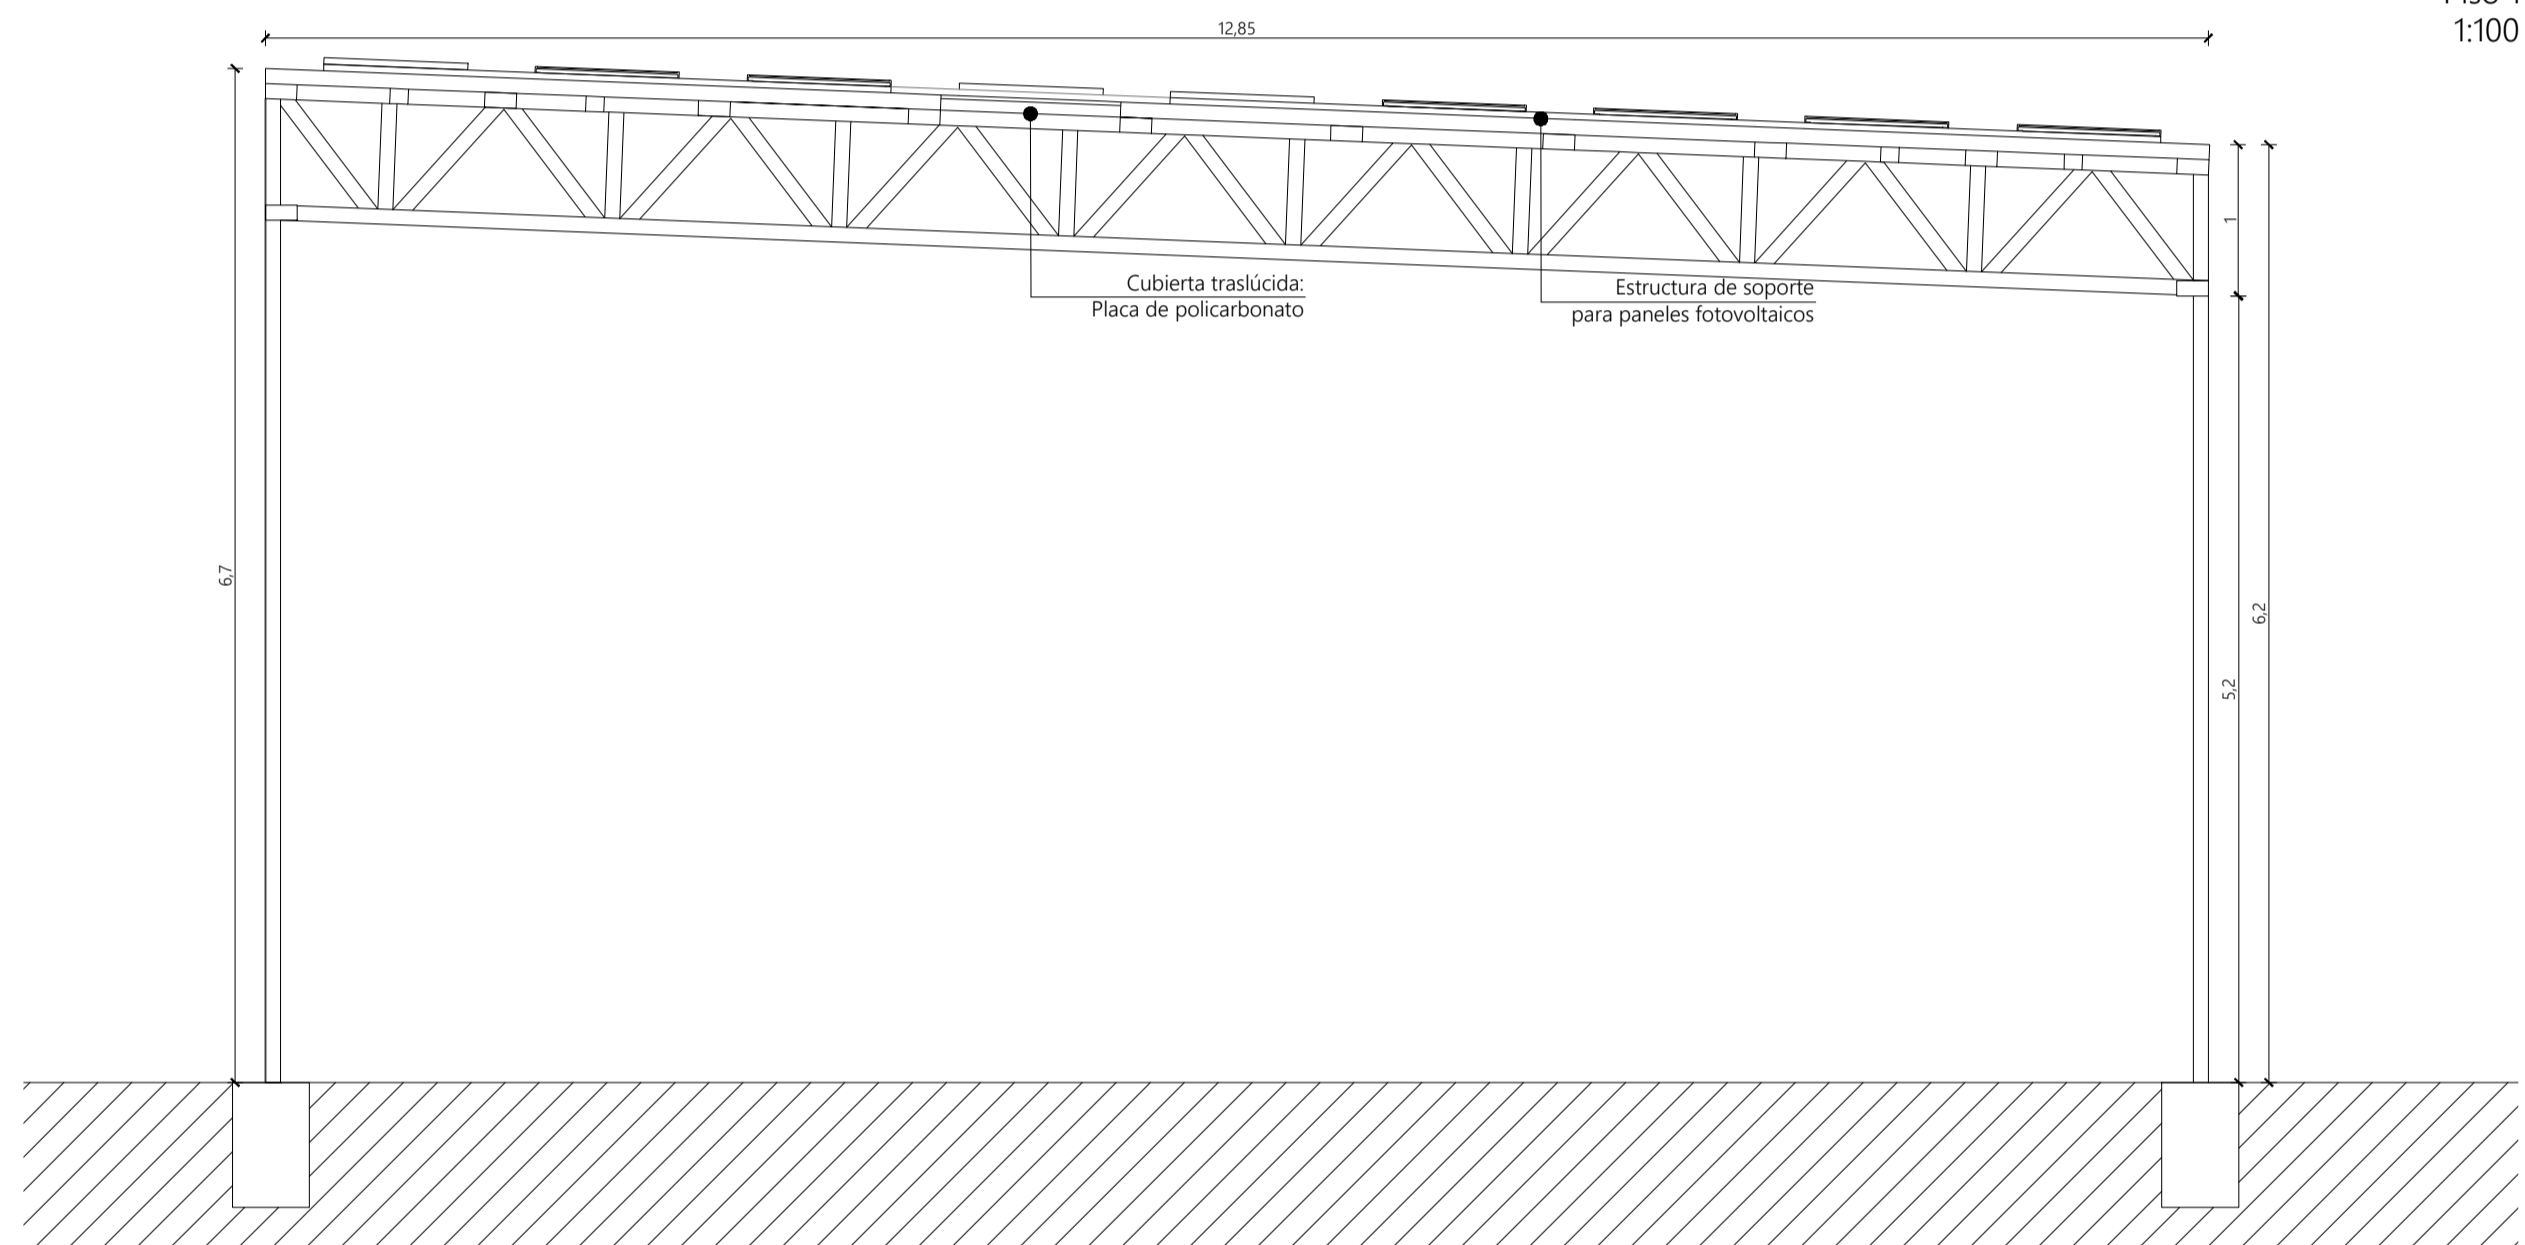 1:100
12,85
Cubierta traslúcida:
Placa de policarbonato
Estructura de soporte
para paneles fotovoltaicos
6,7
1
5,2
6,2